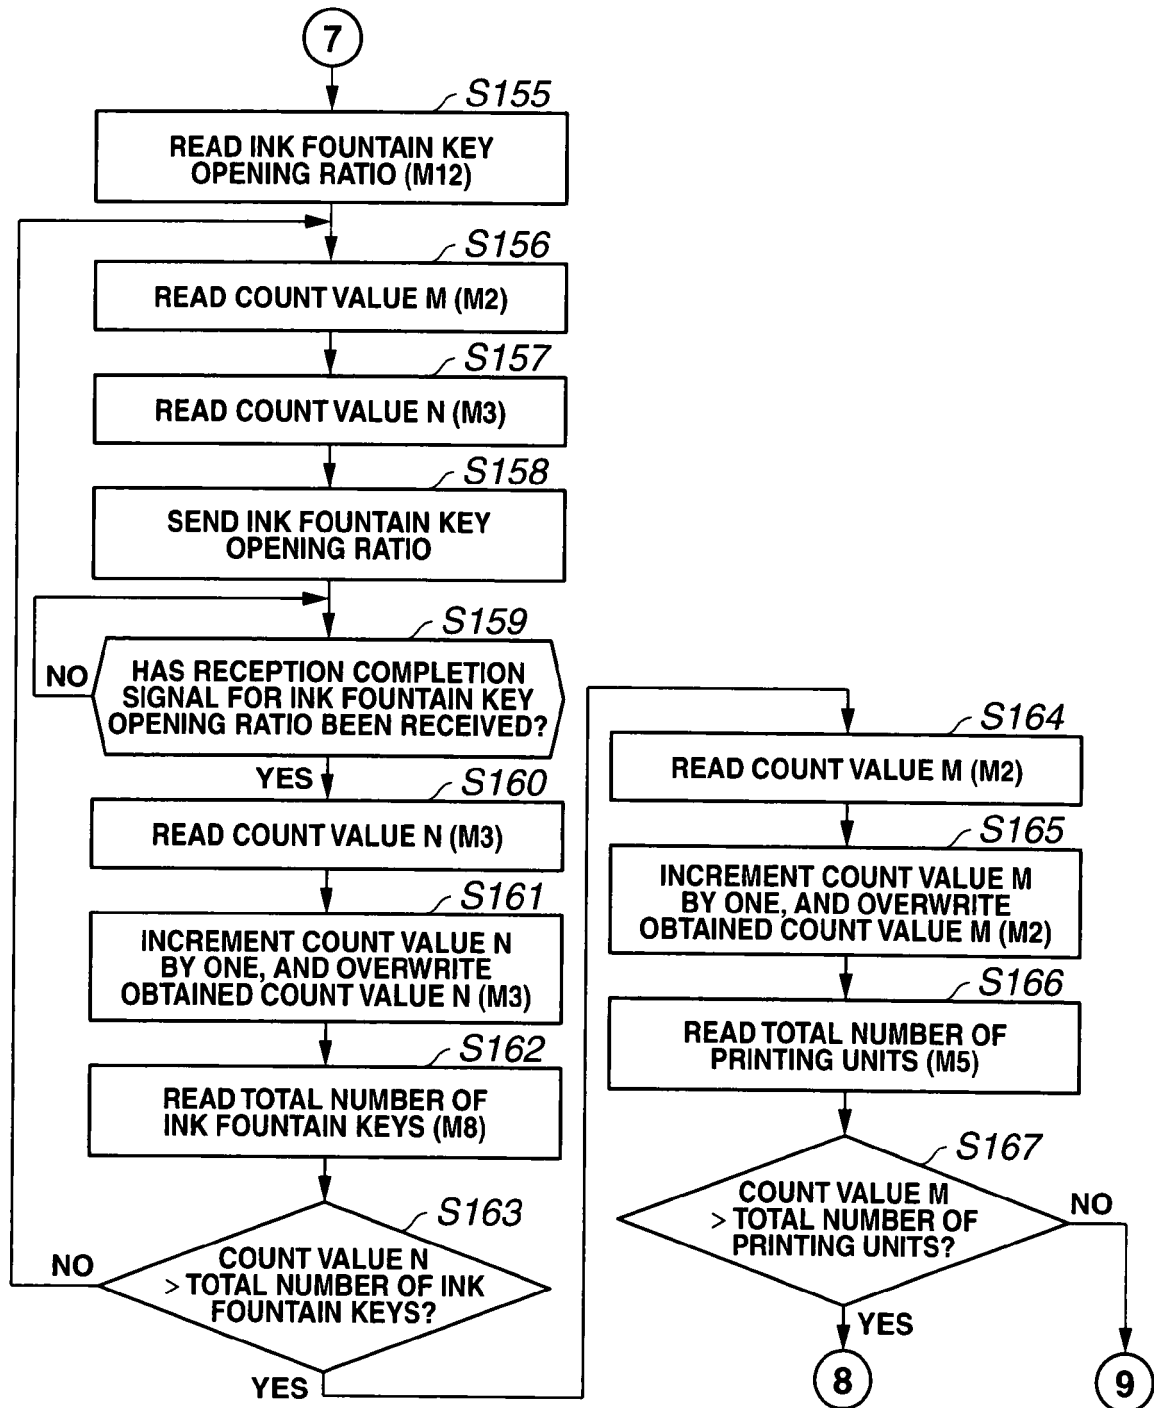 7
S155
READ INK FOUNTAIN KEY
OPENING RATIO (M12)
S156
READ COUNT VALUE M (M2)
S157
READ COUNT VALUE N (M3)
S158
SEND INK FOUNTAIN KEY
OPENING RATIO
S159
HAS RECEPTION COMPLETION
SIGNAL FOR INK FOUNTAIN KEY
OPENING RATIO BEEN RECEIVED?
NO
YES
S160
READ COUNT VALUE N (M3)
S161
INCREMENT COUNT VALUE N
BY ONE, AND OVERWRITE
OBTAINED COUNT VALUE N (M3)
S162
READ TOTAL NUMBER OF
INK FOUNTAIN KEYS (M8)
S163
COUNT VALUE N
> TOTAL NUMBER OF INK
FOUNTAIN KEYS?
NO
YES
S164
READ COUNT VALUE M (M2)
S165
INCREMENT COUNT VALUE M
BY ONE, AND OVERWRITE
OBTAINED COUNT VALUE M (M2)
S166
READ TOTAL NUMBER OF
PRINTING UNITS (M5)
S167
COUNT VALUE M
> TOTAL NUMBER OF
PRINTING UNITS?
NO
YES
8
9